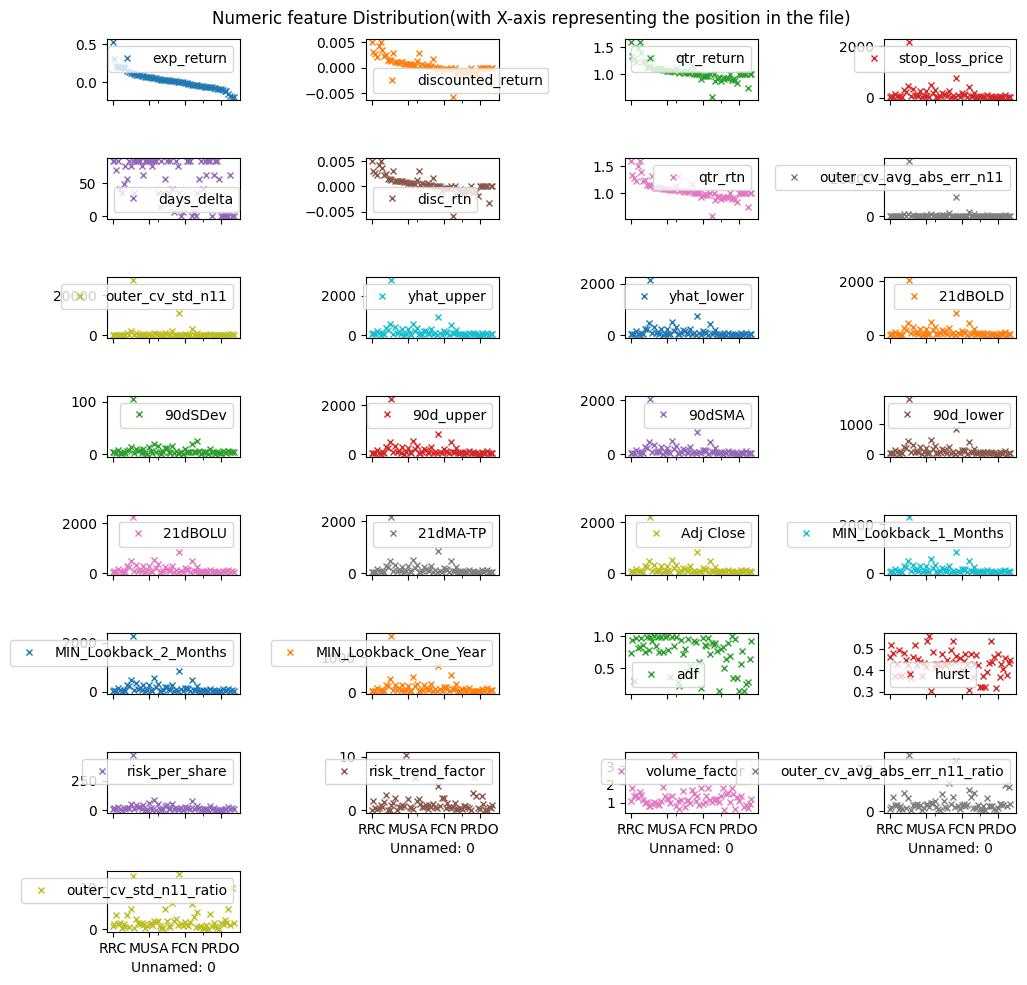 Numeric feature Distribution(with X-axis representing the position in the file)
0.5
0.0
exp_return
0.005
0.000
−0.005
discounted_return
1.5
1.0
qtr_return
2000
0
stop_loss_price
50
0
days_delta
0.005
0.000
−0.005
disc_rtn
1.5
1.0
qtr_rtn
0
outer_cv_avg_abs_err_n11
20000
0
outer_cv_std_n11
2000
0
yhat_upper
2000
0
yhat_lower
2000
0
21dBOLD
100
0
90dSDev
2000
0
90d_upper
2000
0
90dSMA
1000
0
90d_lower
2000
0
21dBOLU
2000
0
21dMA-TP
2000
0
Adj Close
2000
0
MIN_Lookback_1_Months
2000
0
MIN_Lookback_2_Months
1000
0
MIN_Lookback_One_Year
1.0
0.5
adf
0.5
0.4
0.3
hurst
250
0
risk_per_share
10
0
risk_trend_factor
RRC MUSA FCN PRDO
Unnamed: 0
3
2
1
volume_factor
RRC MUSA FCN PRDO
Unnamed: 0
0
outer_cv_avg_abs_err_n11_ratio
RRC MUSA FCN PRDO
Unnamed: 0
0
outer_cv_std_n11_ratio
RRC MUSA FCN PRDO
Unnamed: 0